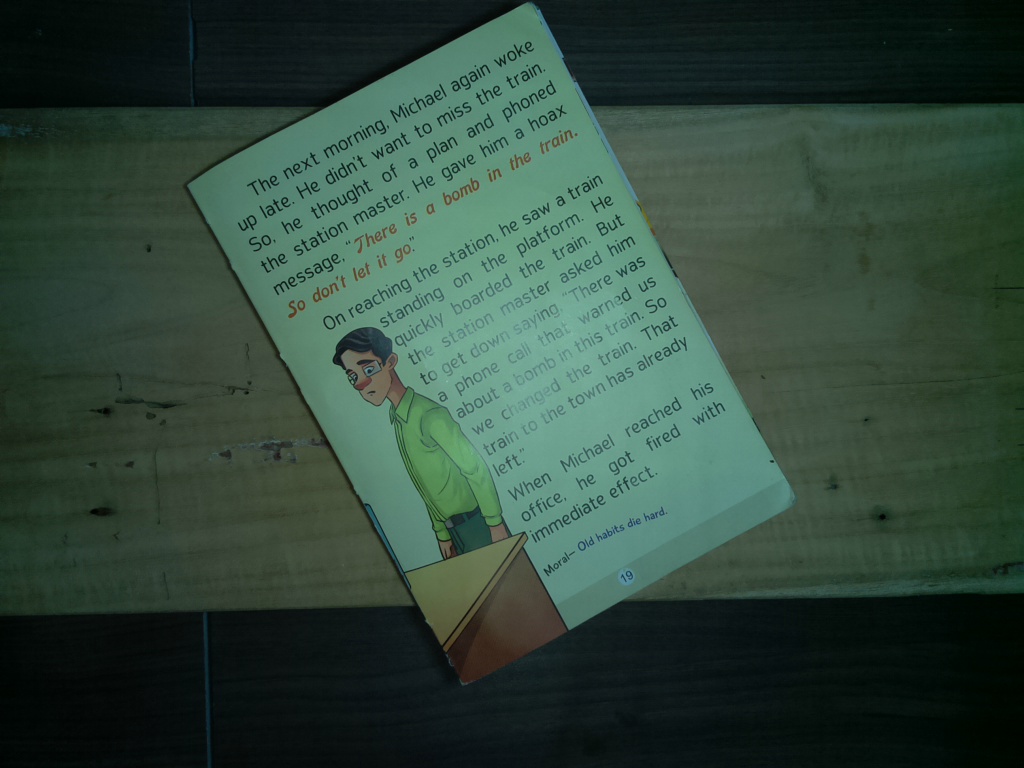 The next morning, Michael again woke
up late. He didn't want to miss the train.
So, he thought of a plan and phoned
the station master. He gave him a hoax
message, "There is a bomb in the train.
So don't let it go."
On reaching the station, he saw a train
standing on the platform. He
quickly boarded the train. But
the station master asked him
to get down saying, "There was
a phone call that warned us
about a bomb in this train. So
we changed the train. That
train to the town has already
left."
When Michael reached his
office, he got fired with
immediate effect.
Moral– Old habits die hard.
19